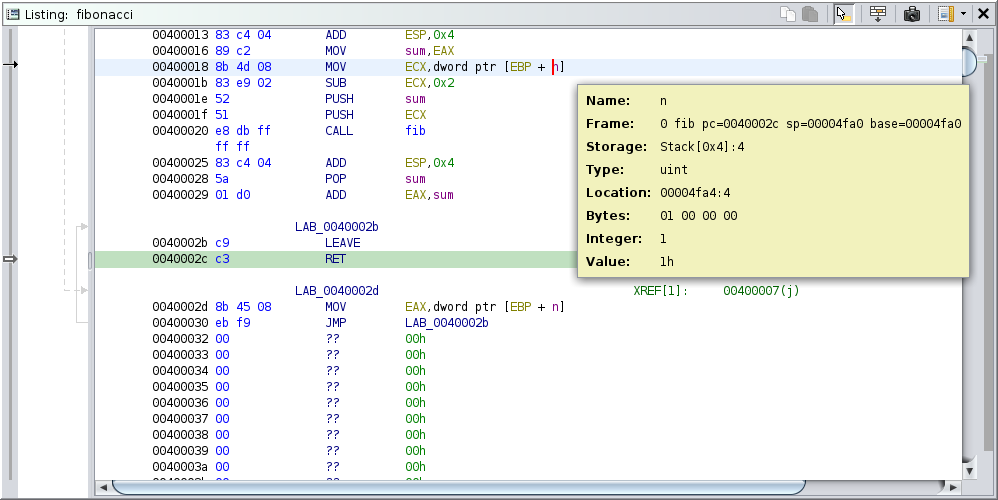 Listing: fibonacci
00400013 83 c4 04 ADD ESP,0x4
00400016 89 c2 MOV sum,EAX
00400018 8b 4d 08 MOV ECX,dword ptr [EBP + n]
0040001b 83 e9 02 SUB ECX,0x2
0040001e 52 PUSH sum
0040001f 51 PUSH ECX
00400020 e8 db ff CALL fib
ff ff
00400025 83 c4 04 ADD ESP,0x4
00400028 5a POP sum
00400029 01 d0 ADD EAX,sum
LAB_0040002b
0040002b c9 LEAVE
0040002c c3 RET
Name: n
Frame: 0 fib pc=0040002c sp=00004fa0 base=00004fa0
Storage: Stack[0x4]:4
Type: uint
Location: 00004fa4:4
Bytes: 01 00 00 00
Integer: 1
Value: 1h
LAB_0040002d XREF[1]: 00400007(j)
0040002d 8b 45 08 MOV EAX,dword ptr [EBP + n]
00400030 eb f9 JMP LAB_0040002b
00400032 00 ?? 00h
00400033 00 ?? 00h
00400034 00 ?? 00h
00400035 00 ?? 00h
00400036 00 ?? 00h
00400037 00 ?? 00h
00400038 00 ?? 00h
00400039 00 ?? 00h
0040003a 00 ?? 00h